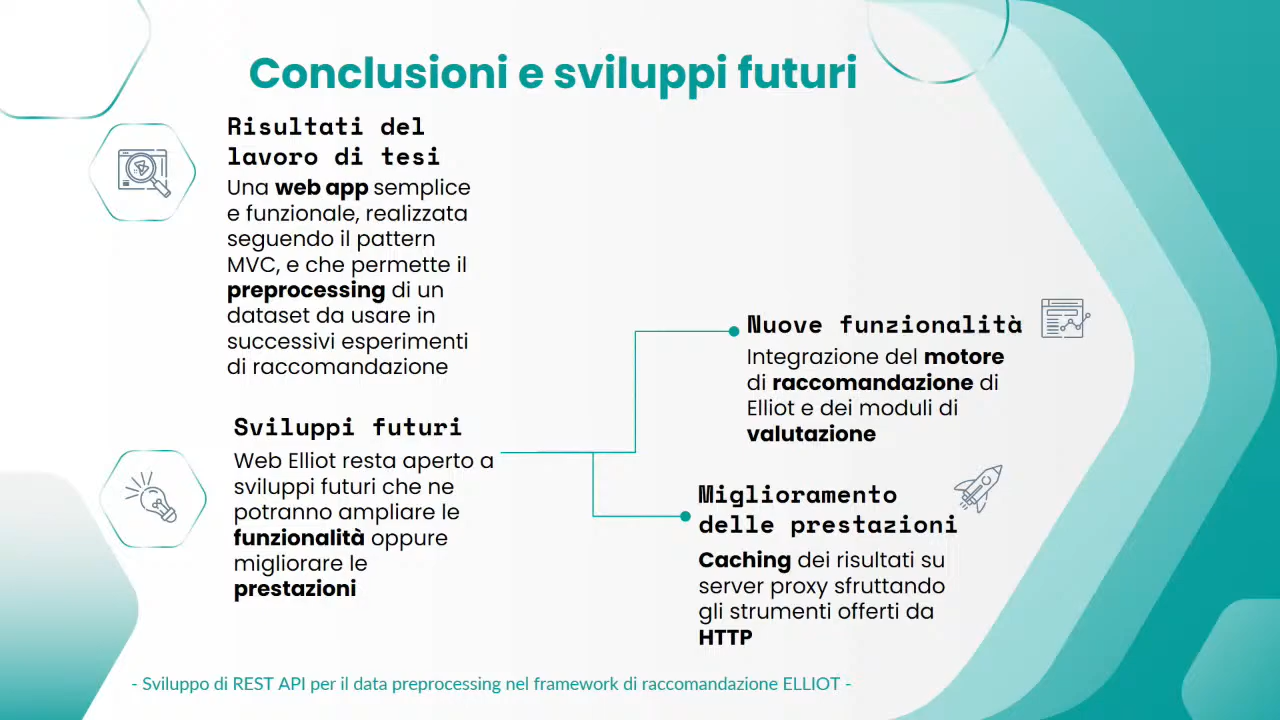 Conclusioni e sviluppi futuri
Risultati del
lavoro di tesi
Una web app semplice
e funzionale, realizzata
seguendo il pattern
MVC, e che permette il
preprocessing di un
dataset da usare in
successivi esperimenti
di raccomandazione
Sviluppi futuri
Web Elliot resta aperto a
sviluppi futuri che ne
potranno ampliare le
funzionalità oppure
migliorare le
prestazioni
Nuove funzionalità
Integrazione del motore
di raccomandazione di
Elliot e dei moduli di
valutazione
Miglioramento
delle prestazioni
Caching dei risultati su
server proxy sfruttando
gli strumenti offerti da
HTTP
- Sviluppo di REST API per il data preprocessing nel framework di raccomandazione ELLIOT -